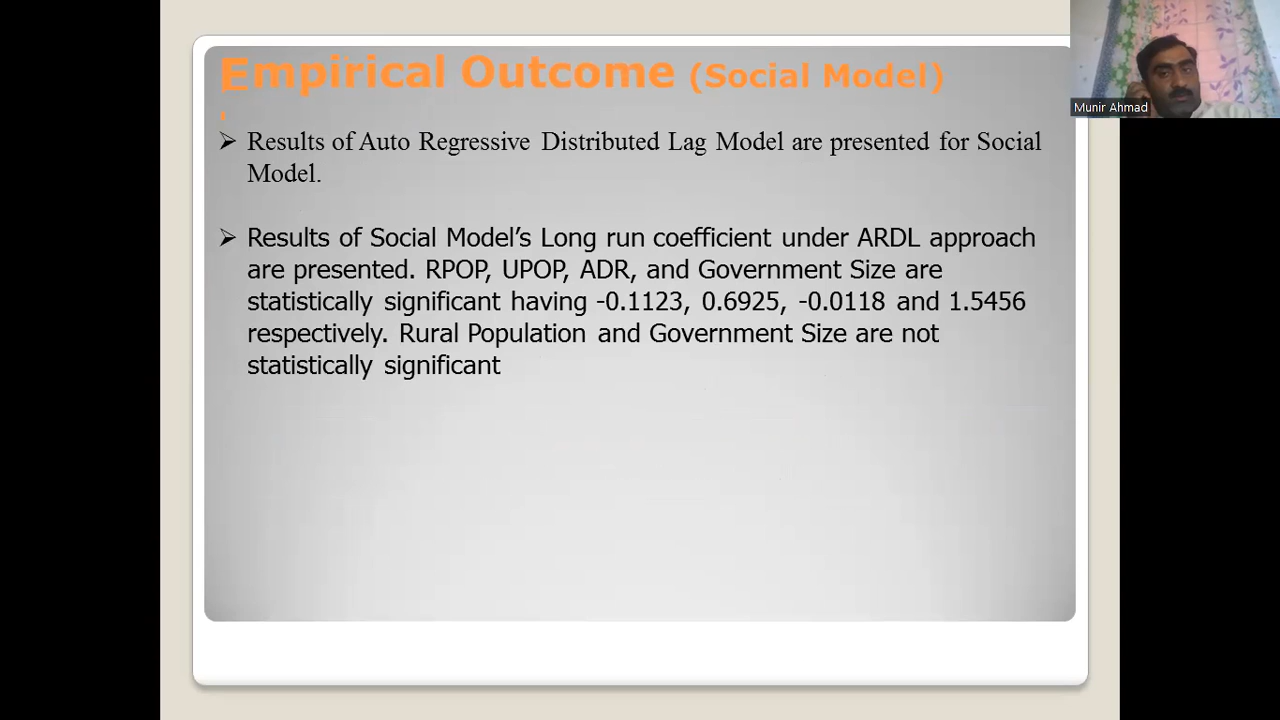 Empirical Outcome (Social Model)
Munir Ahmad
➢ Results of Auto Regressive Distributed Lag Model are presented for Social
Model.
➢ Results of Social Model’s Long run coefficient under ARDL approach
are presented. RPOP, UPOP, ADR, and Government Size are
statistically significant having -0.1123, 0.6925, -0.0118 and 1.5456
respectively. Rural Population and Government Size are not
statistically significant